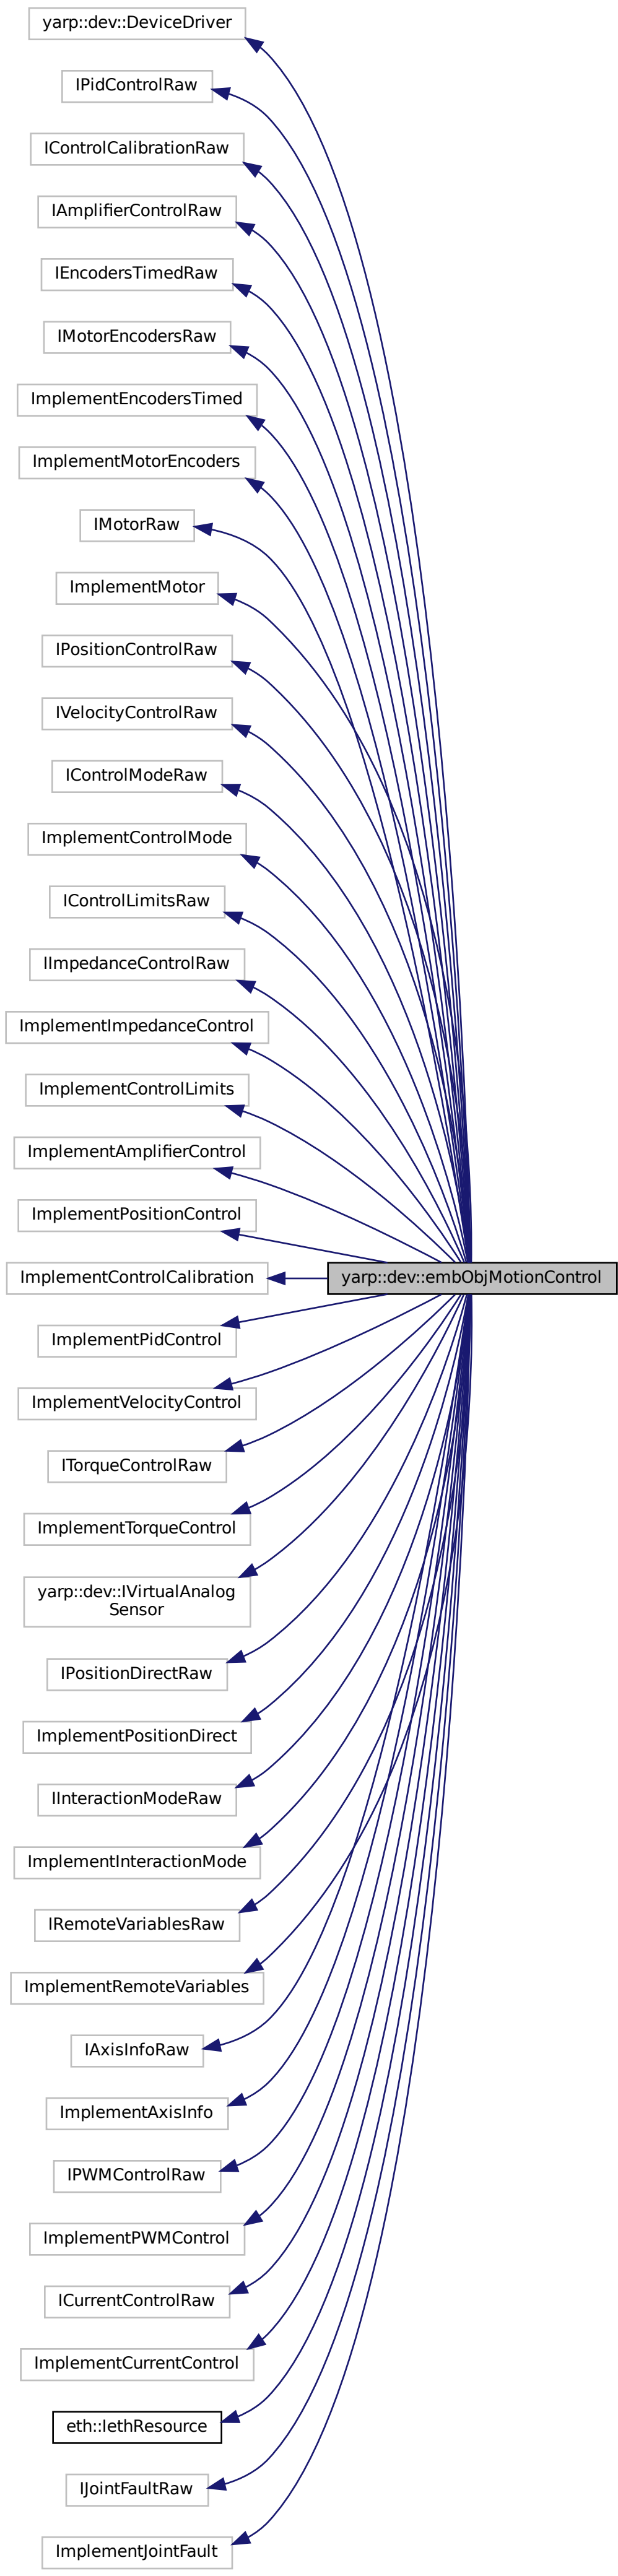 yarp::dev::DeviceDriver
IPidControlRaw
IControlCalibrationRaw
IAmplifierControlRaw
IEncodersTimedRaw
IMotorEncodersRaw
ImplementEncodersTimed
ImplementMotorEncoders
IMotorRaw
ImplementMotor
IPositionControlRaw
IVelocityControlRaw
IControlModeRaw
ImplementControlMode
IControlLimitsRaw
IImpedanceControlRaw
ImplementImpedanceControl
ImplementControlLimits
ImplementAmplifierControl
ImplementPositionControl
ImplementControlCalibration
yarp::dev::embObjMotionControl
ImplementPidControl
ImplementVelocityControl
ITorqueControlRaw
ImplementTorqueControl
yarp::dev::IVirtualAnalog
Sensor
IPositionDirectRaw
ImplementPositionDirect
IInteractionModeRaw
ImplementInteractionMode
IRemoteVariablesRaw
ImplementRemoteVariables
IAxisInfoRaw
ImplementAxisInfo
IPWMControlRaw
ImplementPWMControl
ICurrentControlRaw
ImplementCurrentControl
eth::IethResource
IJointFaultRaw
ImplementJointFault